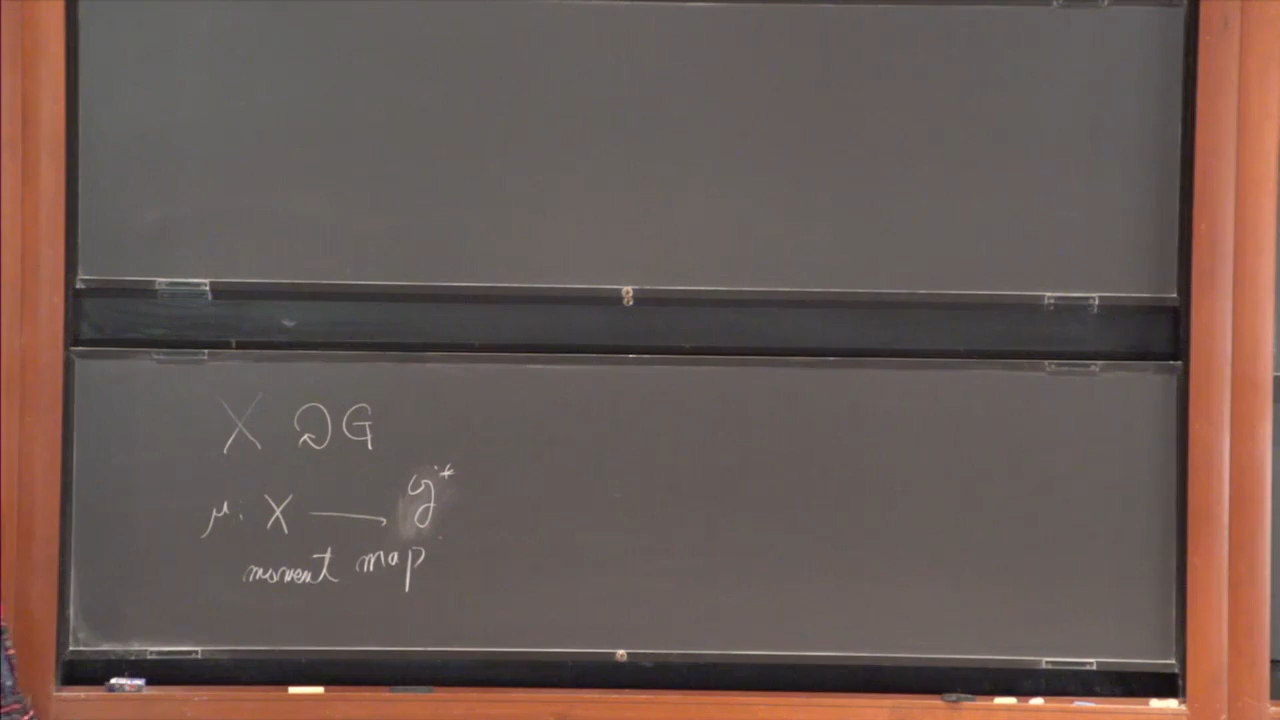 X ↻ G
μ: X ⟶ 𝔤*
moment map